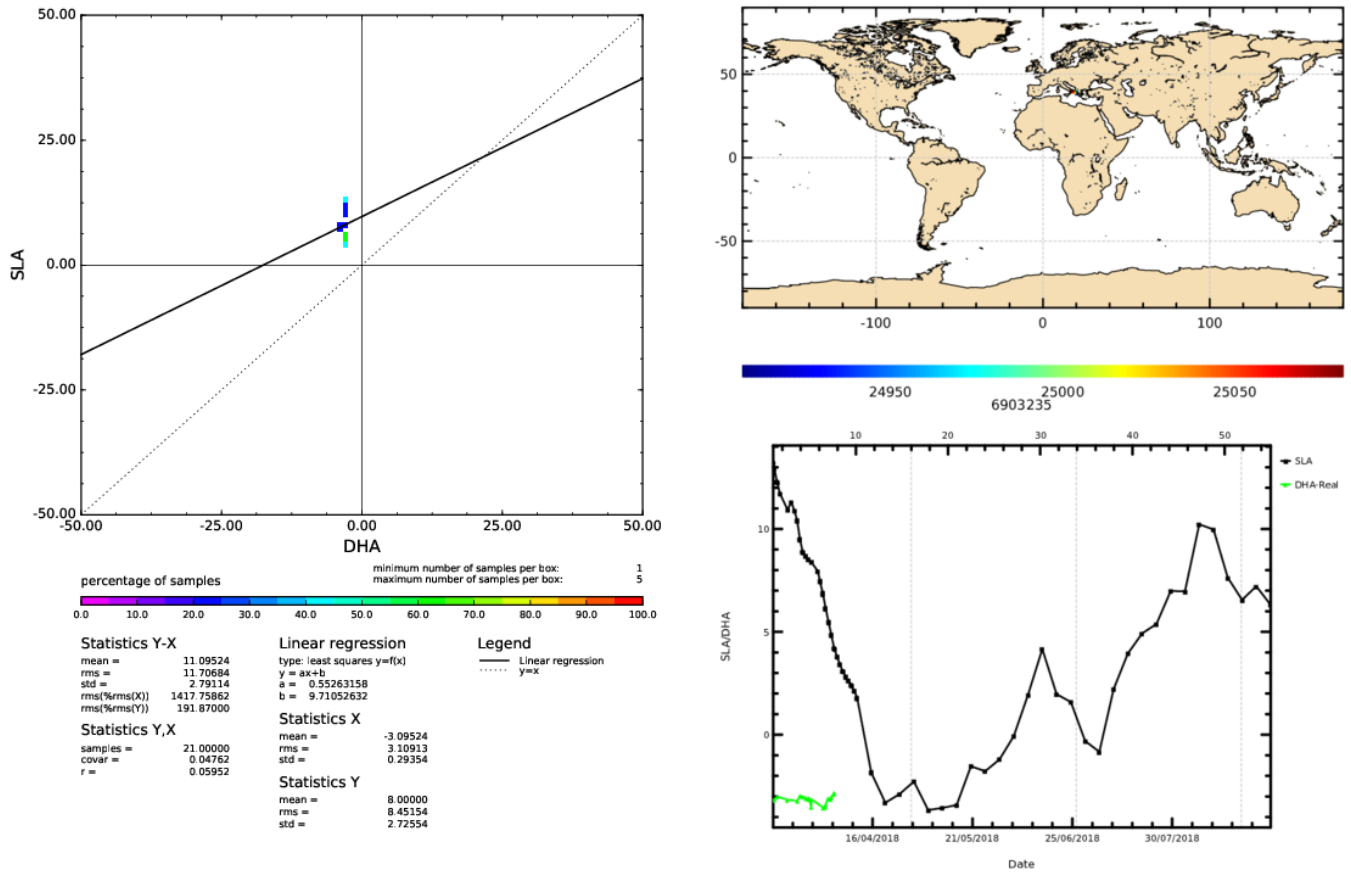 50.00
25.00
0.00
-25.00
-50.00
SLA
-50.00 -25.00 0.00 25.00 50.00
DHA
percentage of samples
minimum number of samples per box: 1
maximum number of samples per box: 5
0.0 10.0 20.0 30.0 40.0 50.0 60.0 70.0 80.0 90.0 100.0
Statistics Y-X
mean = 11.09524
rms = 11.70684
std = 2.79114
rms(%rms(X)) 1417.75862
rms(%rms(Y)) 191.87000
Statistics Y,X
samples = 21.00000
covar = 0.04762
r = 0.05952
Linear regression
type: least squares y=f(x)
y = ax+b
a = 0.55263158
b = 9.71052632
Statistics X
mean = -3.09524
rms = 3.10913
std = 0.29354
Statistics Y
mean = 8.00000
rms = 8.45154
std = 2.72554
Legend
Linear regression
y=x
50
0
-50
-100 0 100
24950 25000 25050
6903235
10 20 30 40 50
SLA
DHA-Real
10
5
0
SLA/DHA
16/04/2018 21/05/2018 25/06/2018 30/07/2018
Date